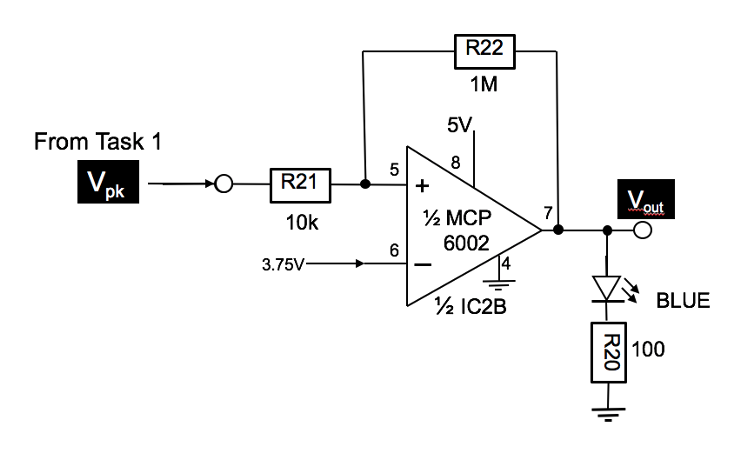 R22
1M
From Task 1
Vpk
5V
8
5
R21
+
10k
½ MCP
6002
7
Vout
3.75V
6
−
4
½ IC2B
BLUE
R20
100